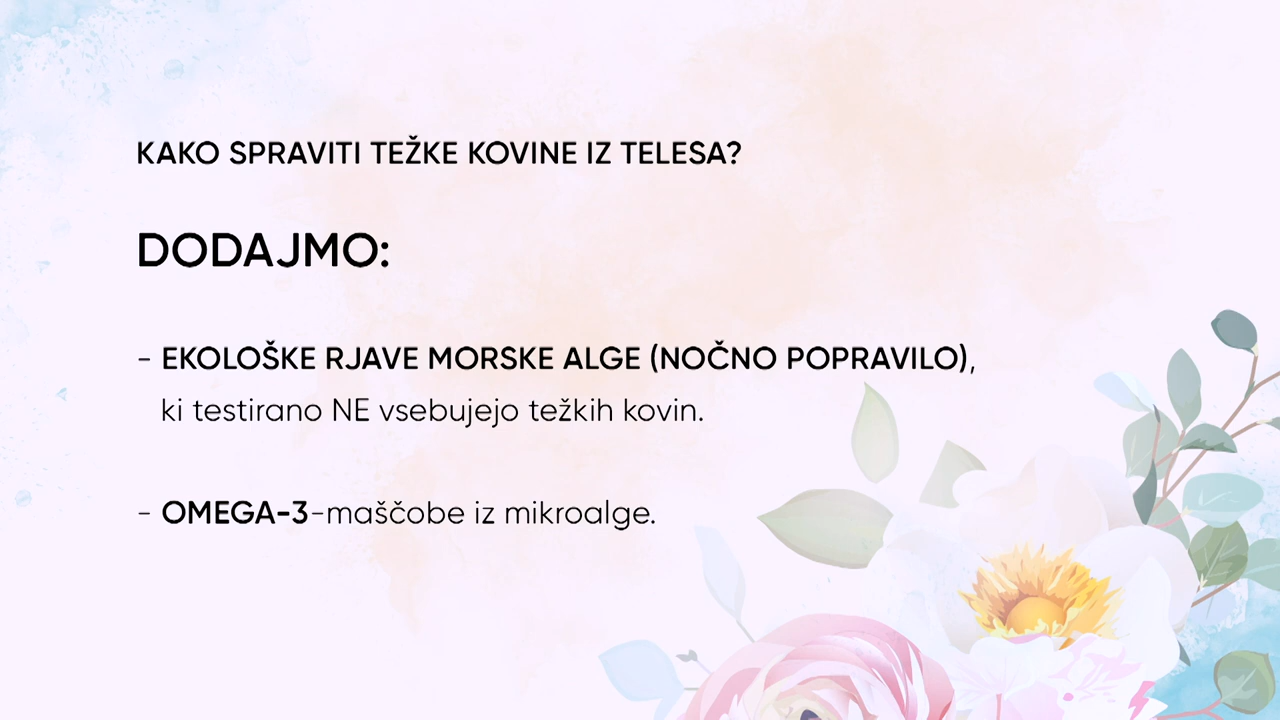 KAKO SPRAVITI TEŽKE KOVINE IZ TELESA?
DODAJMO:
- EKOLOŠKE RJAVE MORSKE ALGE (NOČNO POPRAVILO),
ki testirano NE vsebujejo težkih kovin.
- OMEGA-3-maščobe iz mikroalge.